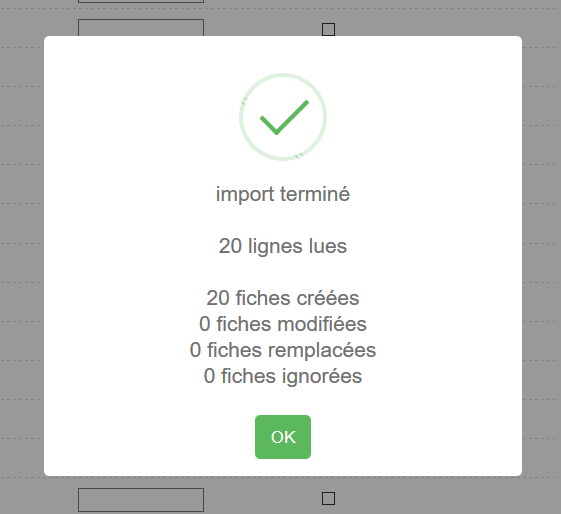 import terminé
20 lignes lues
20 fiches créées
0 fiches modifiées
0 fiches remplacées
0 fiches ignorées
OK